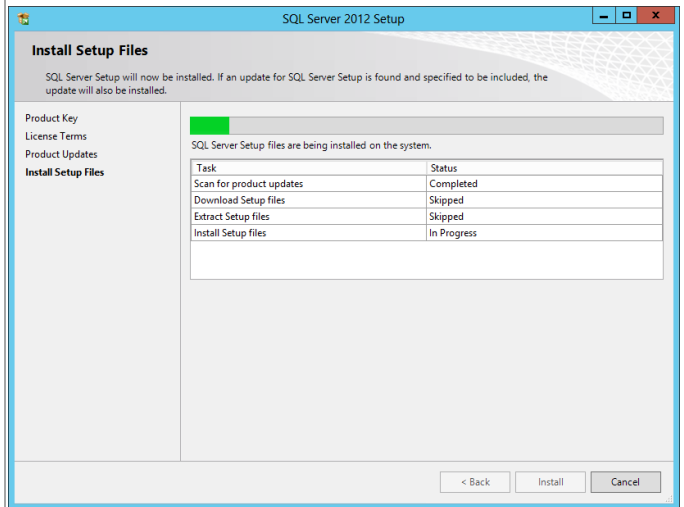 SQL Server 2012 Setup
Install Setup Files
SQL Server Setup will now be installed. If an update for SQL Server Setup is found and specified to be included, the
update will also be installed.
Product Key
License Terms
Product Updates
Install Setup Files
SQL Server Setup files are being installed on the system.
Task Status
Scan for product updates Completed
Download Setup files Skipped
Extract Setup files Skipped
Install Setup files In Progress
< Back Install Cancel